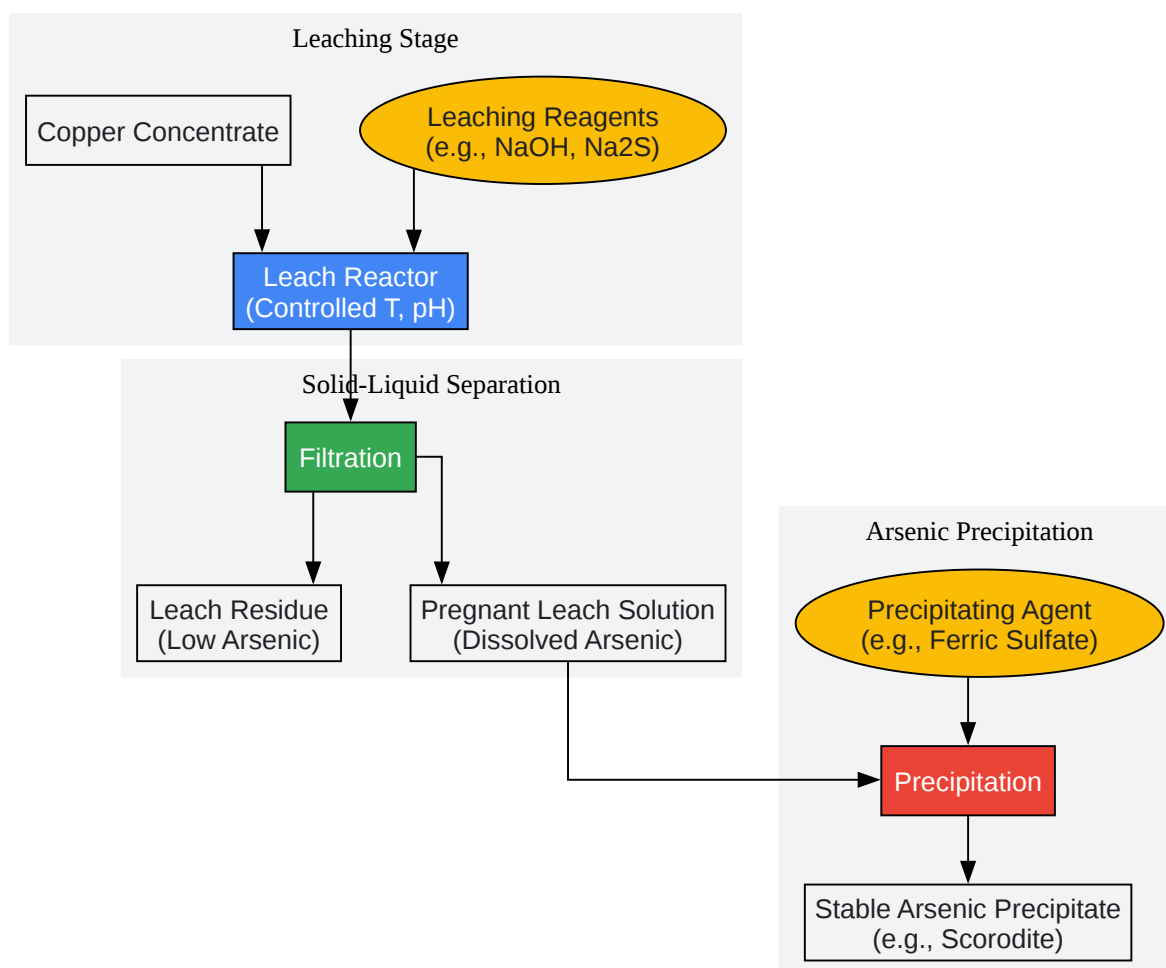 Leaching Stage
Copper Concentrate
Leaching Reagents
(e.g., NaOH, Na2S)
Leach Reactor
(Controlled T, pH)
Solid-Liquid Separation
Filtration
Leach Residue
(Low Arsenic)
Pregnant Leach Solution
(Dissolved Arsenic)
Arsenic Precipitation
Precipitating Agent
(e.g., Ferric Sulfate)
Precipitation
Stable Arsenic Precipitate
(e.g., Scorodite)